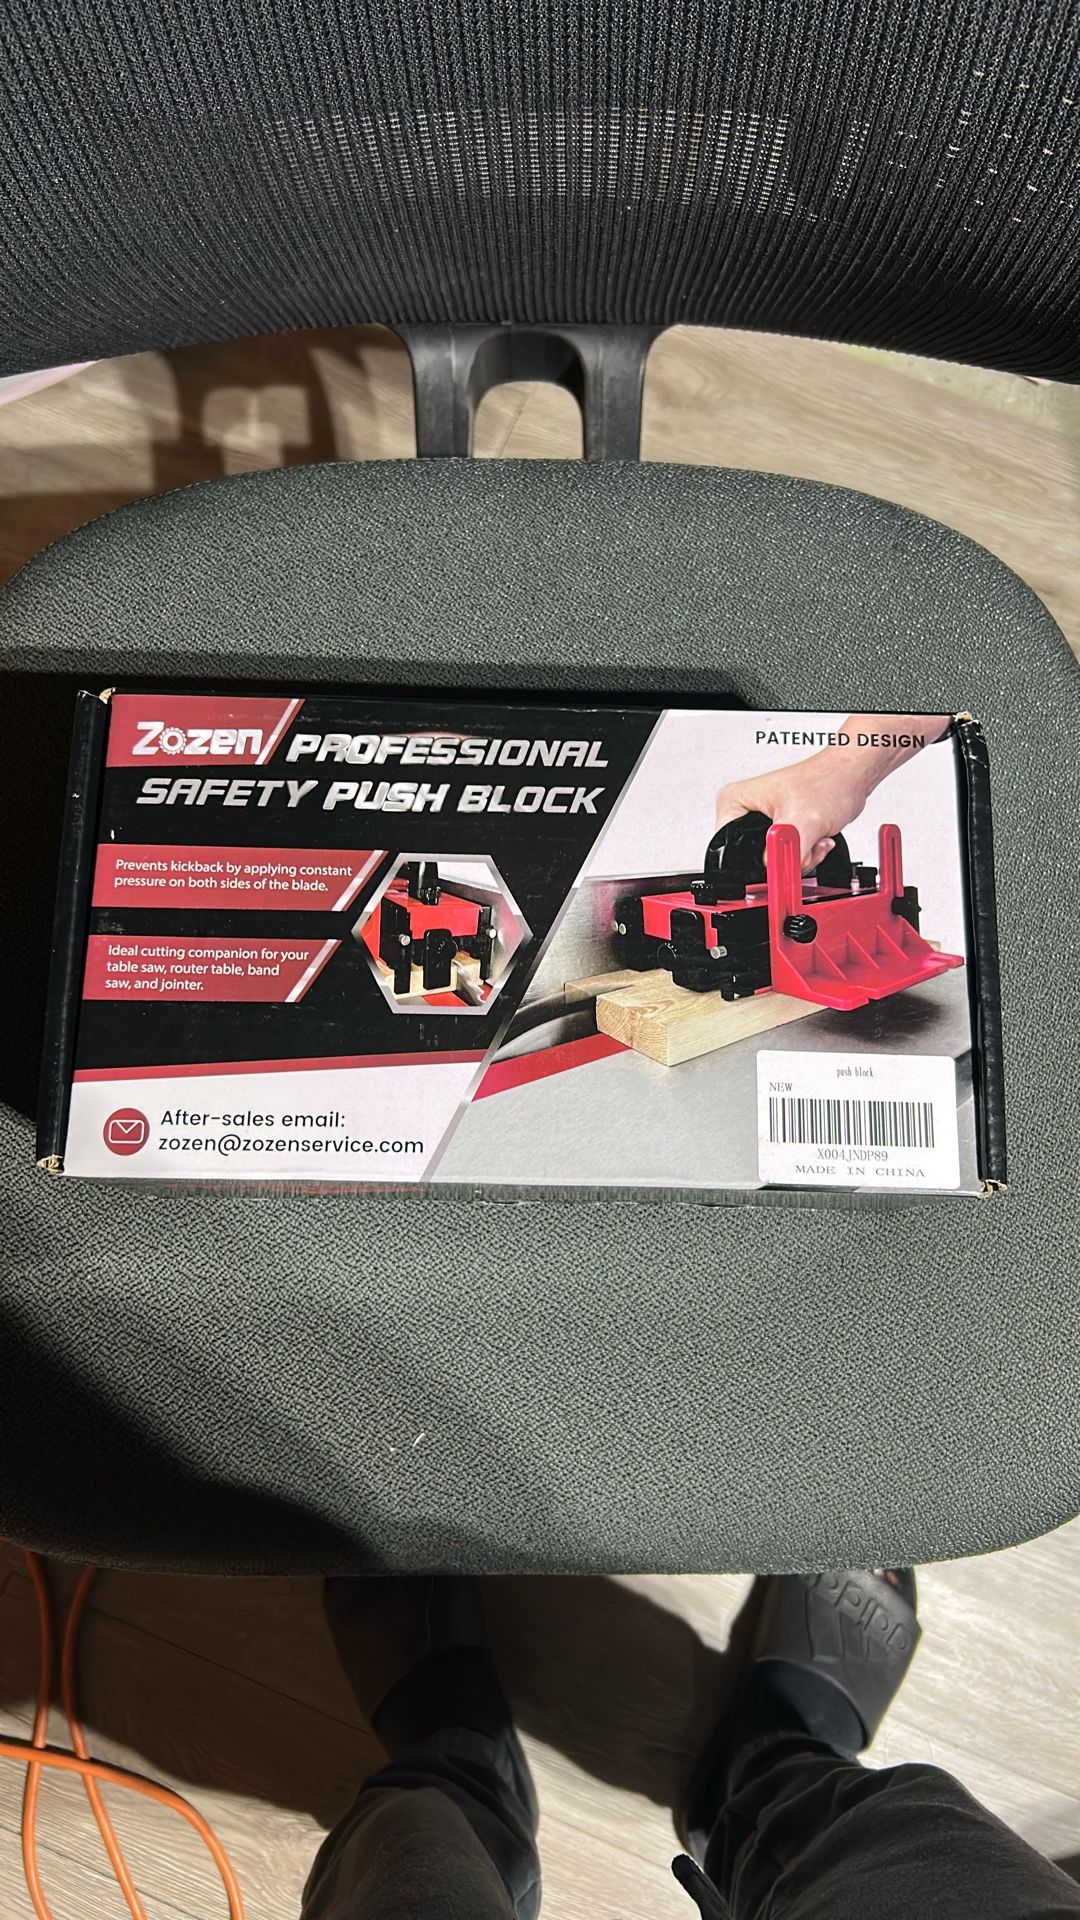 Zozen PROFESSIONAL
SAFETY PUSH BLOCK
PATENTED DESIGN
Prevents kickback by applying constant
pressure on both sides of the blade.
Ideal cutting companion for your
table saw, router table, band
saw, and jointer.
After-sales email:
zozen@zozenservice.com
push block
NEW
X004JNDP89
MADE IN CHINA